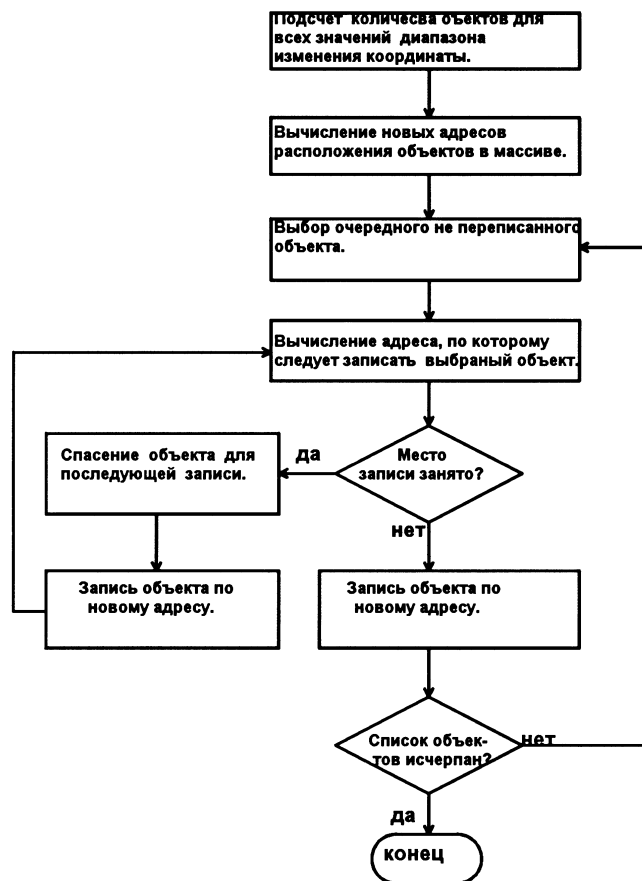 Подсчет количесва оъектов для
всех значений диапазона
изменения координаты.
Вычисление новых адресов
расположения объектов в массиве.
Выбор очередного не переписанного
объекта.
Вычисление адреса, по которому
следует записать выбраный объект.
Место
записи занято?
да
Спасение объекта для
последующей записи.
нет
Запись объекта по
новому адресу.
Запись объекта по
новому адресу.
Список объек-
тов исчерпан?
нет
да
конец